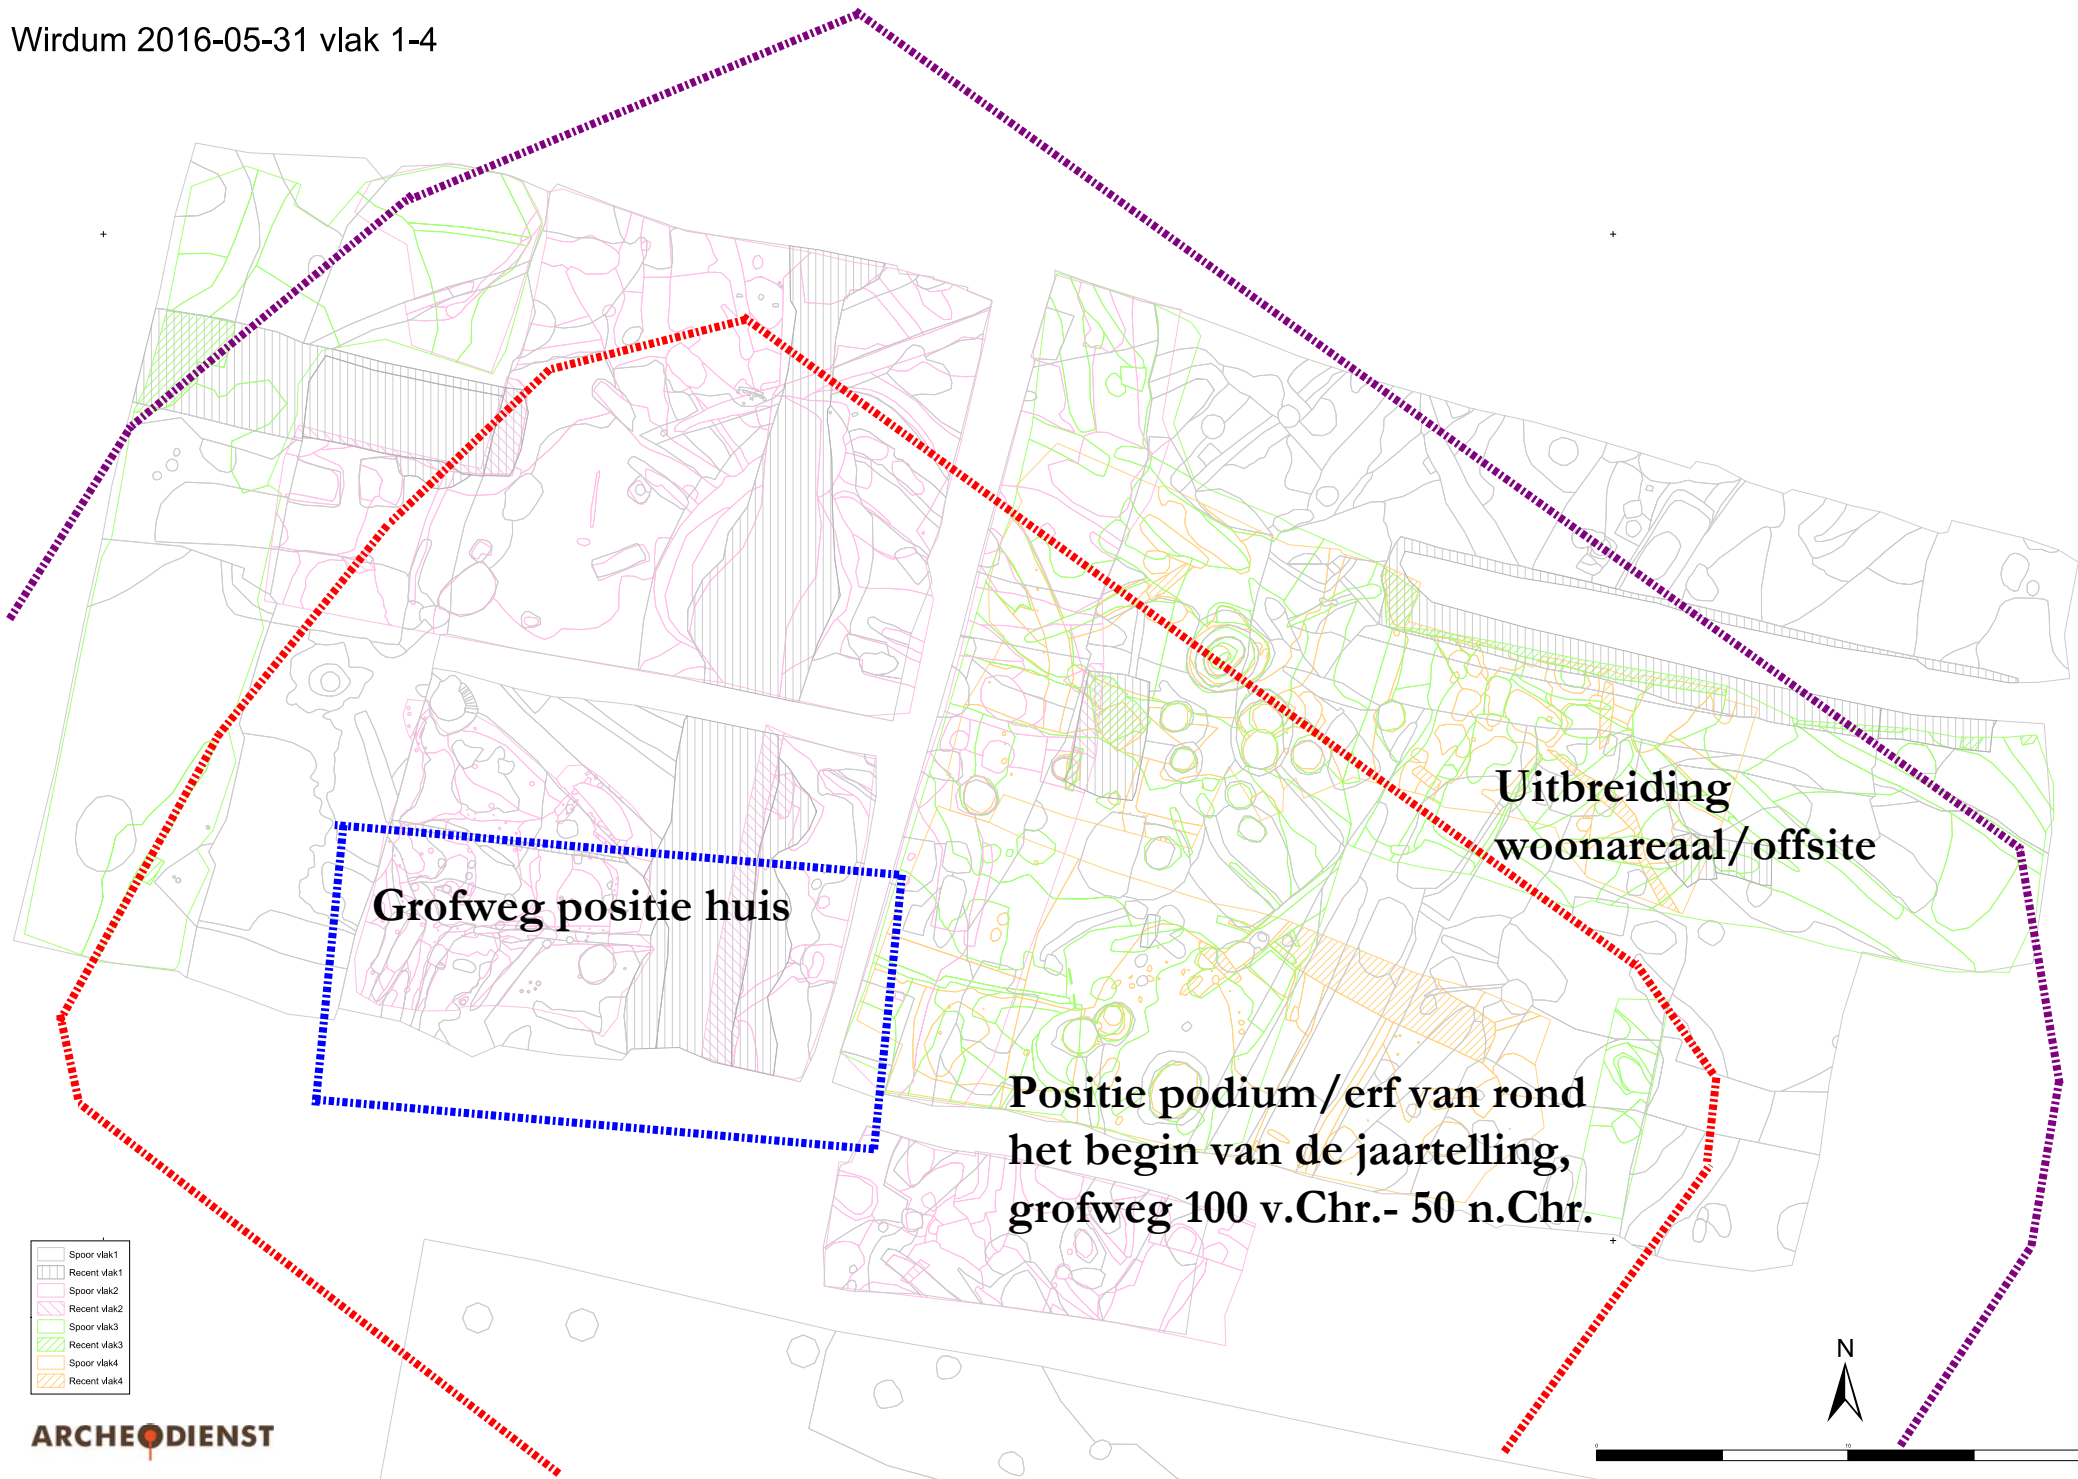 Wirdum 2016-05-31 vlak 1-4
Uitbreiding
woonareaal/offsite
Grofweg positie huis
Positie podium/erf van rond
het begin van de jaartelling,
grofweg 100 v.Chr.- 50 n.Chr.
Spoor vlak1
Recent vlak1
Spoor vlak2
Recent vlak2
Spoor vlak3
Recent vlak3
Spoor vlak4
Recent vlak4
ARCHEODIENST
N
0 10